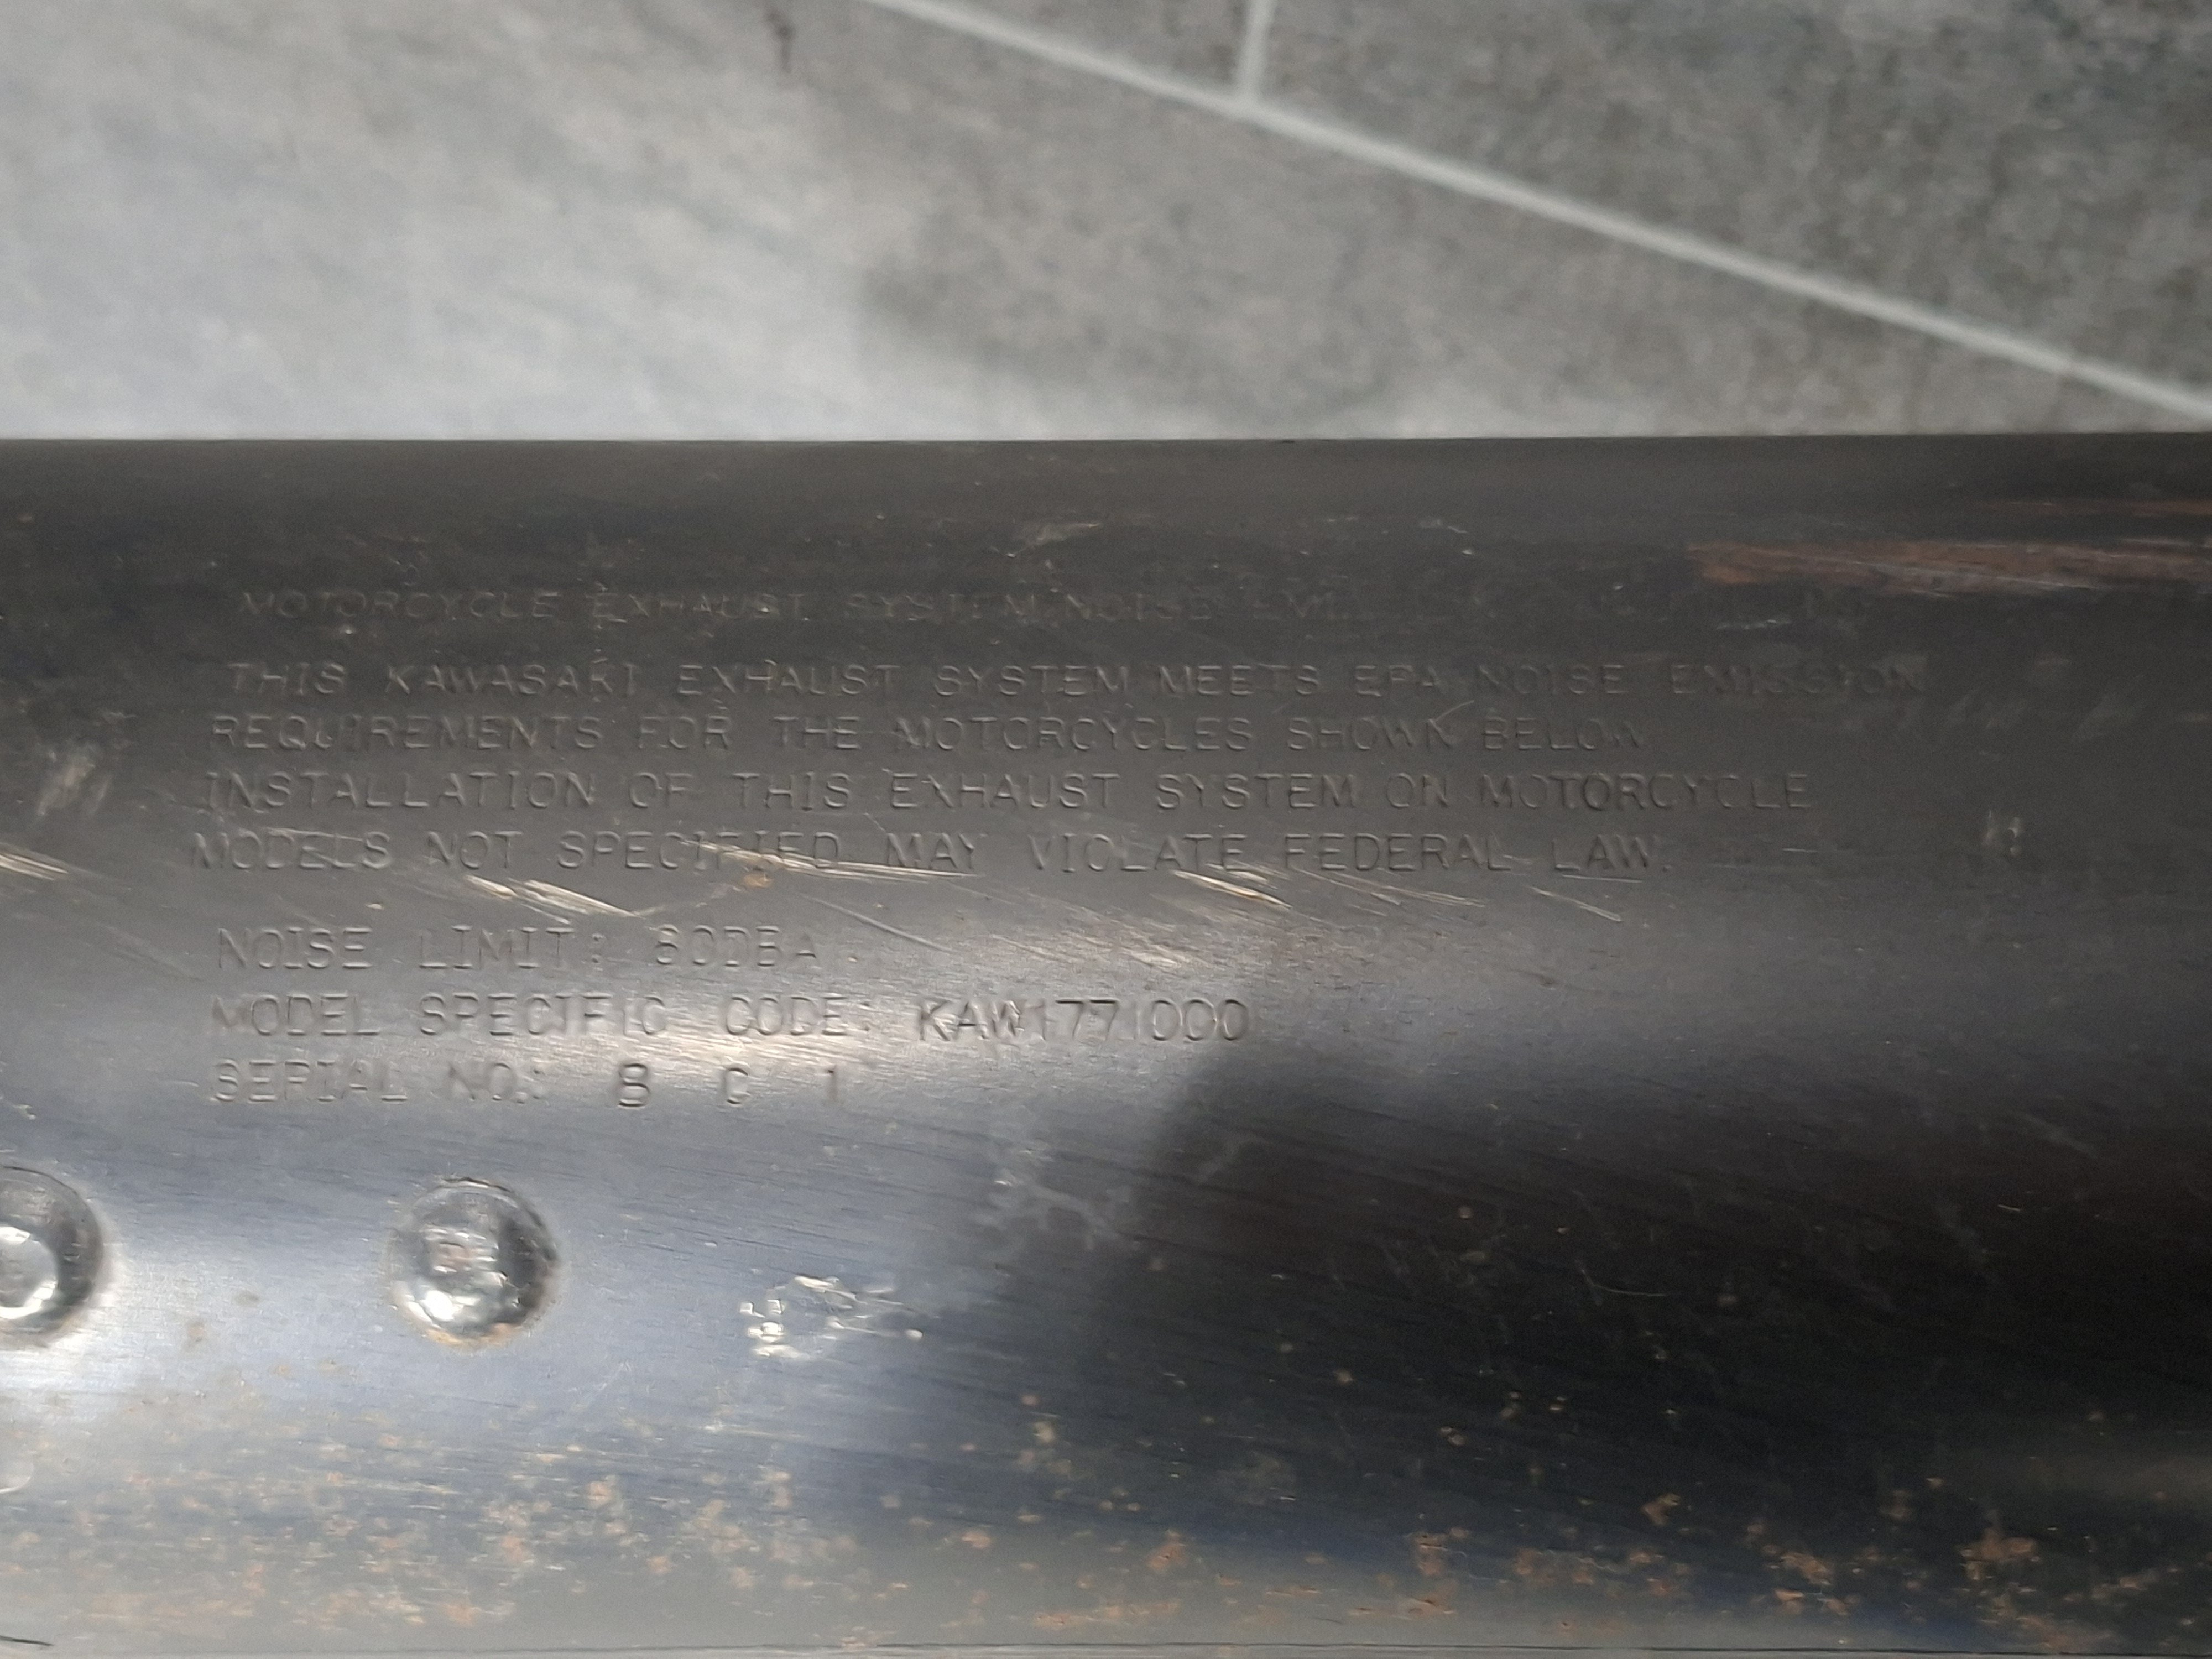 MOTORCYCLE EXHAUST SYSTEM NOISE
THIS KAWASAKI EXHAUST SYSTEM MEETS EPA NOISE EMISSION
REQUIREMENTS FOR THE MOTORCYCLES SHOWN BELOW
INSTALLATION OF THIS EXHAUST SYSTEM ON MOTORCYCLE
MODELS NOT SPECIFIED MAY VIOLATE FEDERAL LAW.
NOISE LIMIT: 80DBA
MODEL SPECIFIC CODE: KAW1771000
SERIAL NO.: B C 1